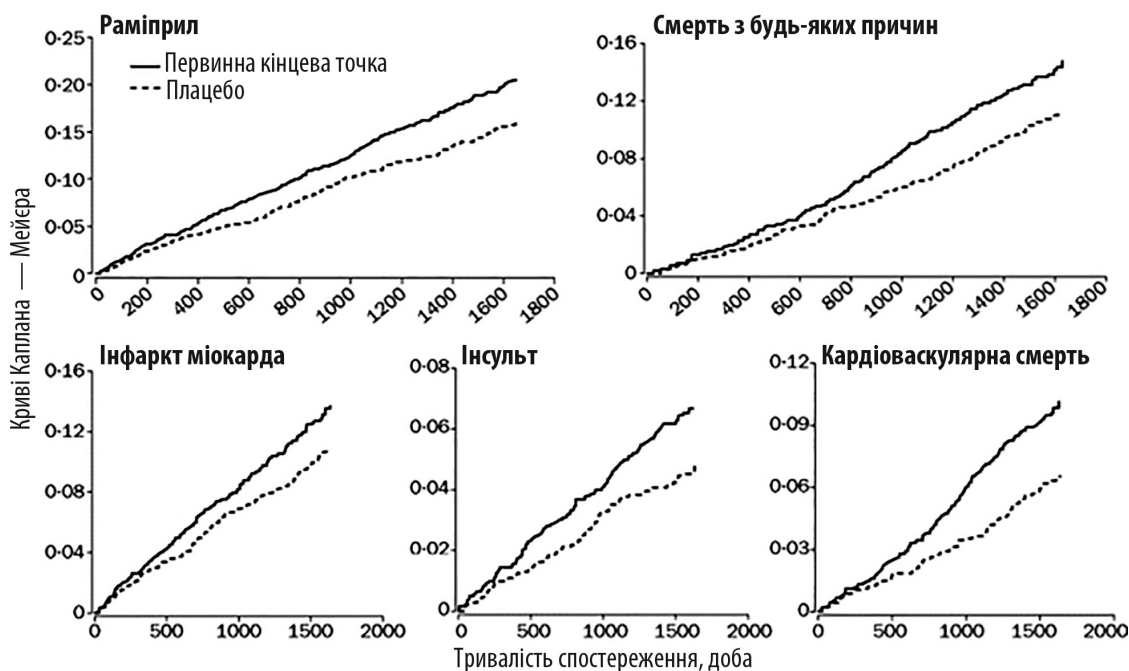 Раміприл
0·25
0·20
0·15
0·10
0·05
0
Первинна кінцева точка
Плацебо
0 200 400 600 800 1000 1200 1400 1600 1800
Смерть з будь-яких причин
0·16
0·12
0·08
0·04
0
0 200 400 600 800 1000 1200 1400 1600 1800
Криві Каплана — Мейєра
Інфаркт міокарда
0·16
0·12
0·08
0·04
0
0 500 1000 1500 2000
Інсульт
0·08
0·06
0·04
0·02
0
0 500 1000 1500 2000
Кардіоваскулярна смерть
0·12
0·09
0·06
0·03
0
0 500 1000 1500 2000
Тривалість спостереження, доба